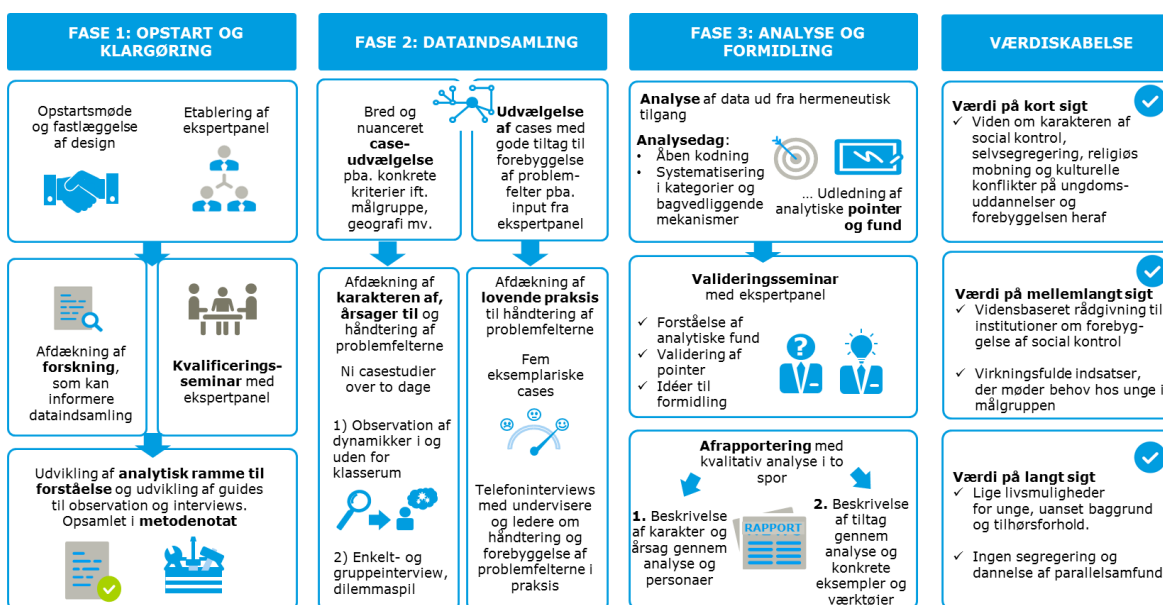 FASE 1: OPSTART OG
KLARGØRING
Opstartsmøde
og fastlæggelse
af design
Etablering af
ekspertpanel
Afdækning af
forskning,
som kan
informere
dataindsamling
Kvalificerings-
seminar med
ekspertpanel
Udvikling af analytisk ramme til
forståelse og udvikling af guides
til observation og interviews.
Opsamlet i metodenotat
FASE 2: DATAINDSAMLING
Bred og
nuanceret
case-
udvælgelse
pba. konkrete
kriterier ift.
målgruppe,
geografi mv.
Udvælgelse
af cases med
gode tiltag til
forebyggelse
af problem-
felter pba.
input fra
ekspertpanel
Afdækning af
karakteren af,
årsager til og
håndtering af
problemfelterne
Ni casestudier
over to dage
1) Observation af
dynamikker i og
uden for
klasserum
2) Enkelt- og
gruppeinterview,
dilemmaspil
Afdækning af
lovende praksis
til håndtering af
problemfelterne
Fem
eksemplariske
cases
Telefoninterviews
med undervisere
og ledere om
håndtering og
forebyggelse af
problemfelterne i
praksis
FASE 3: ANALYSE OG
FORMIDLING
Analyse af data ud fra hermeneutisk
tilgang
Analysedag:
• Åben kodning
• Systematisering
i kategorier og
bagvedliggende
mekanismer
... Udledning af
analytiske pointer
og fund
Valideringsseminar
med ekspertpanel
✓ Forståelse af
analytiske fund
✓ Validering af
pointer
✓ Idéer til
formidling
?
Afrapportering med
kvalitativ analyse i to
spor
1. Beskrivelse
af karakter og
årsag gennem
analyse og
personaer
RAPPORT
2. Beskrivelse
af tiltag
gennem
analyse og
konkrete
eksempler og
værktøjer
VÆRDISKABELSE
Værdi på kort sigt
✓ Viden om karakteren af
social kontrol,
selvsegregering, religiøs
mobning og kulturelle
konflikter på ungdoms-
uddannelser og
forebyggelsen heraf
Værdi på mellemlangt sigt
✓ Vidensbaseret rådgivning til
institutioner om forebyg-
gelse af social kontrol
✓ Virkningsfulde indsatser,
der møder behov hos unge i
målgruppen
Værdi på langt sigt
✓ Lige livsmuligheder
for unge, uanset baggrund
og tilhørsforhold.
✓ Ingen segregering og
dannelse af parallelsamfund